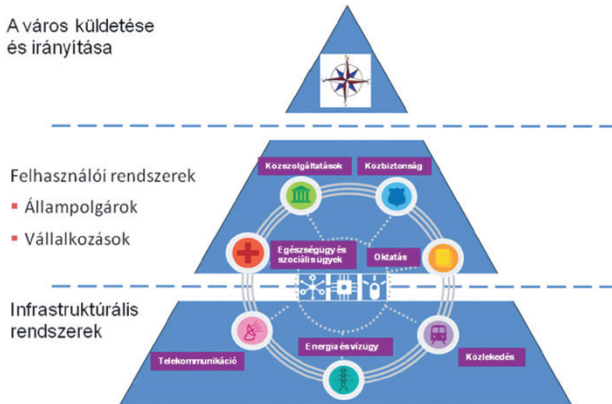 A város küldetése
és irányítása
Felhasználói rendszerek
Állampolgárok
Vállalkozások
Közszolgáltatások
Közbiztonság
Egészségügy és
szociális ügyek
Oktatás
Infrastruktúrális
rendszerek
Telekommunikáció
Energia és vízügy
Közlekedés